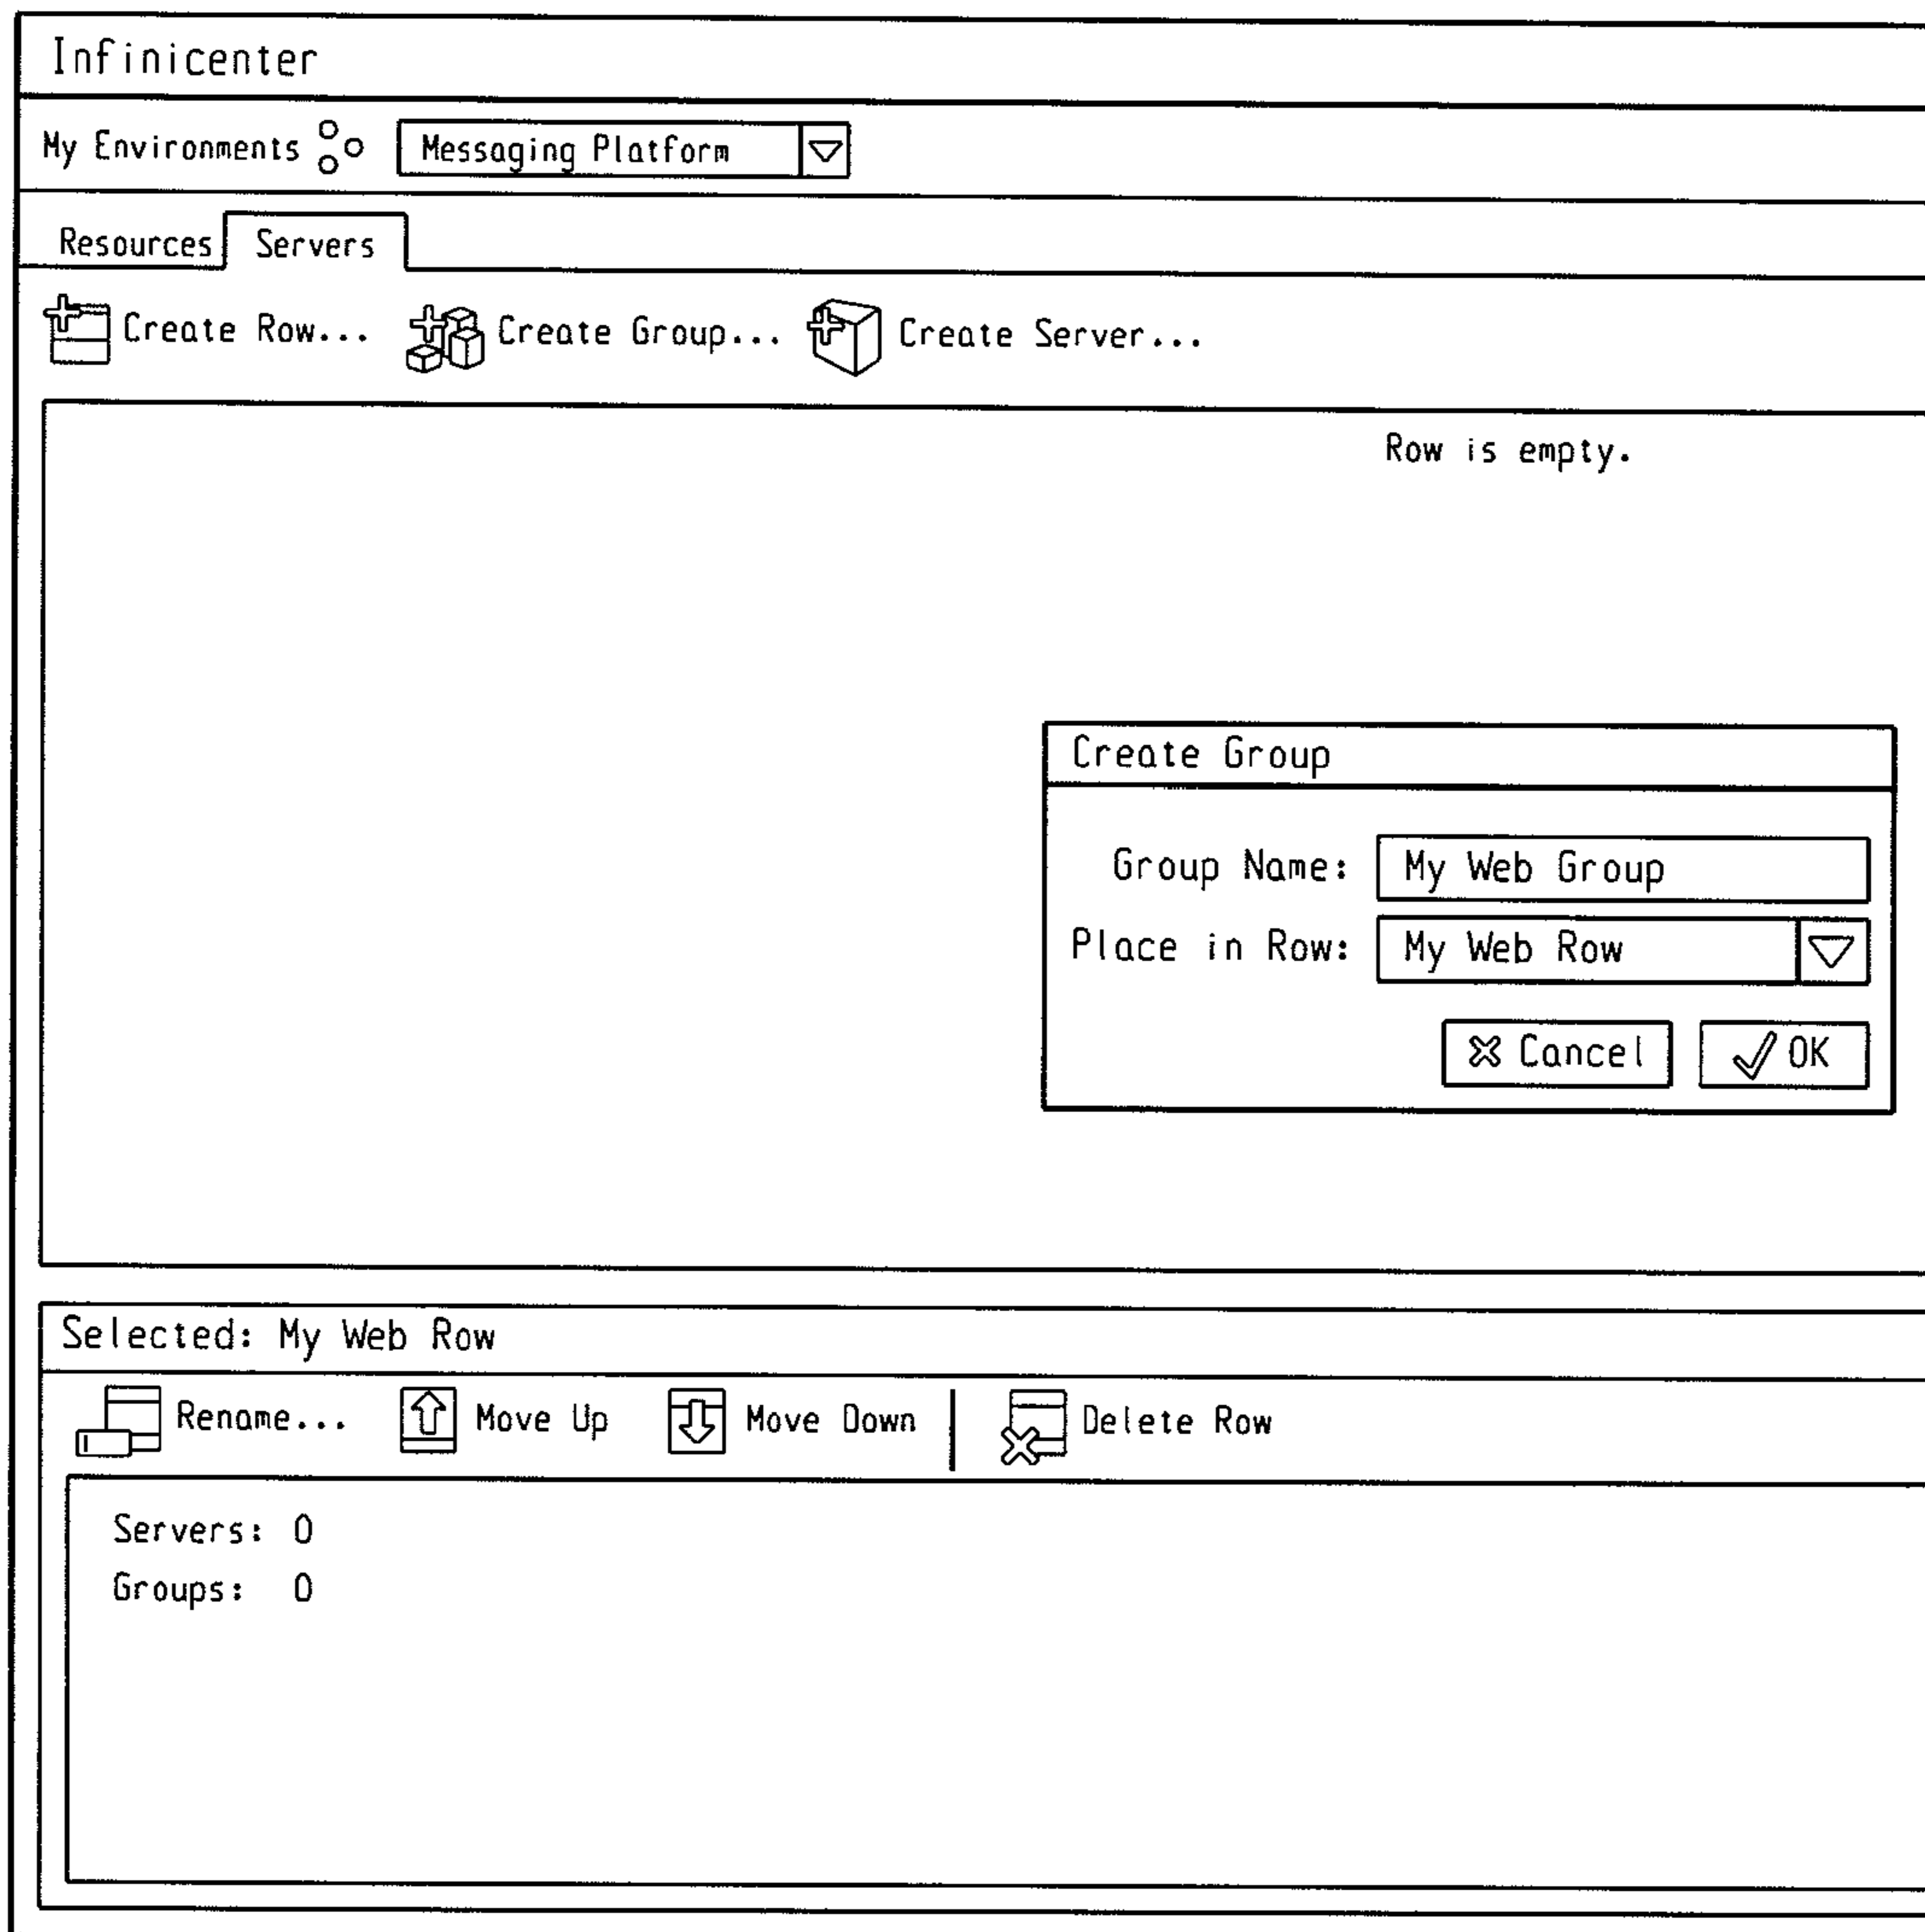 Infinicenter
My Environments Messaging Platform
Resources Servers
Create Row... Create Group... Create Server...
Row is empty.
Create Group
Group Name: My Web Group
Place in Row: My Web Row
Cancel OK
Selected: My Web Row
Rename... Move Up Move Down Delete Row
Servers: 0
Groups: 0